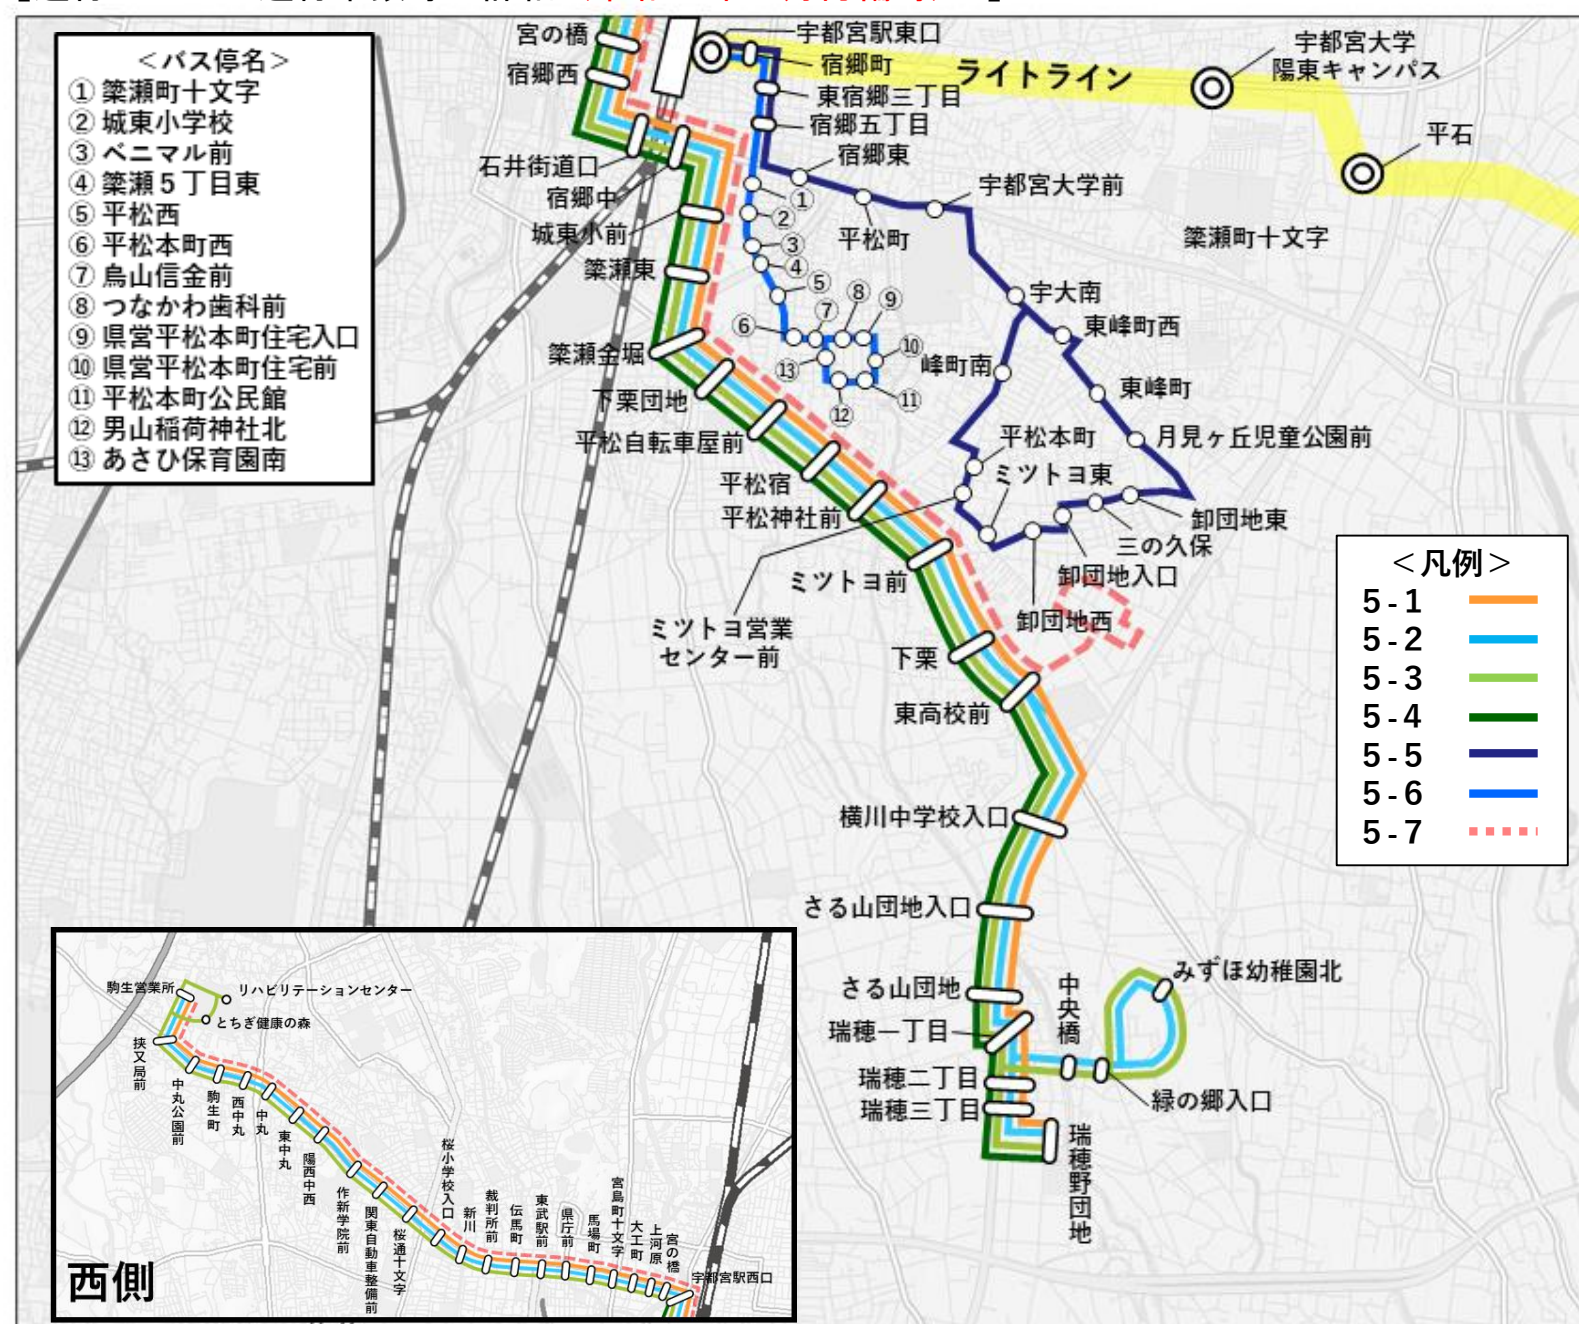 ＜バス停名＞
① 簗瀬町十文字
② 城東小学校
③ ベニマル前
④ 簗瀬５丁目東
⑤ 平松西
⑥ 平松本町西
⑦ 烏山信金前
⑧ つなかわ歯科前
⑨ 県営平松本町住宅入口
⑩ 県営平松本町住宅前
⑪ 平松本町公民館
⑫ 男山稲荷神社北
⑬ あさひ保育園南
宮の橋
宿郷西
石井街道口
宿郷中
城東小前
簗瀬東
簗瀬金堀
下栗団地
平松自転車屋前
平松宿
平松神社前
ミツトヨ前
ミツトヨ営業
センター前
下栗
東高校前
横川中学校入口
さる山団地入口
さる山団地
瑞穂一丁目
瑞穂二丁目
瑞穂三丁目
瑞穂野団地
中央橋
緑の郷入口
みずほ幼稚園北
宇都宮駅東口
宿郷町
東宿郷三丁目
宿郷五丁目
宿郷東
平松町
宇都宮大学前
ライトライン
宇都宮大学
陽東キャンパス
平石
簗瀬町十文字
①
②
③
④
⑤
⑥
⑦
⑧
⑨
⑩
⑪
⑫
⑬
宇大南
東峰町西
峰町南
東峰町
月見ヶ丘児童公園前
平松本町
ミツトヨ東
卸団地東
三の久保
卸団地入口
卸団地西
＜凡例＞
5-1
5-2
5-3
5-4
5-5
5-6
5-7
駒生営業所
リハビリテーションセンター
とちぎ健康の森
挾又局前
中丸公園前
駒生町
西中丸
中丸
東中丸
陽西中西
作新学院前
関東自動車整備前
桜通十文字
桜小学校入口
新川
裁判所前
伝馬町
東武駅前
県庁前
馬場町
宮島町十文字
大工町
上河原
宮の橋
宇都宮駅西口
西側